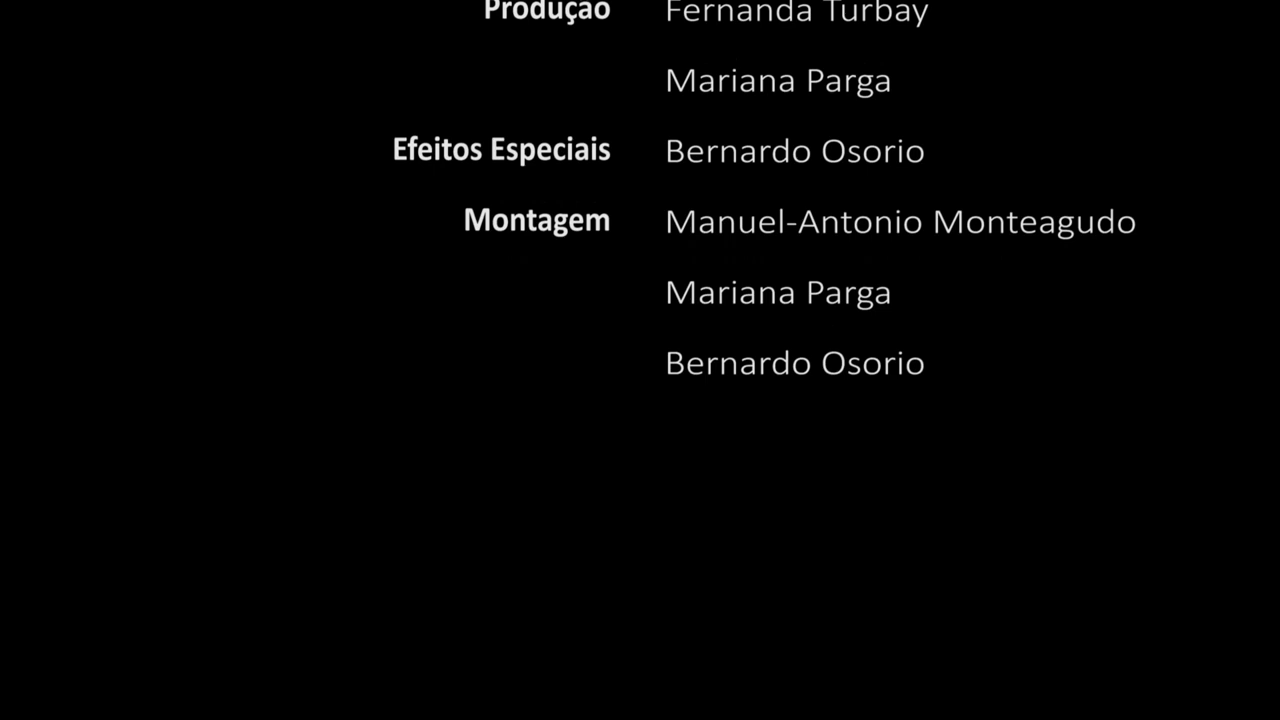 Produção Fernanda Turbay
Mariana Parga
Efeitos Especiais Bernardo Osorio
Montagem Manuel-Antonio Monteagudo
Mariana Parga
Bernardo Osorio